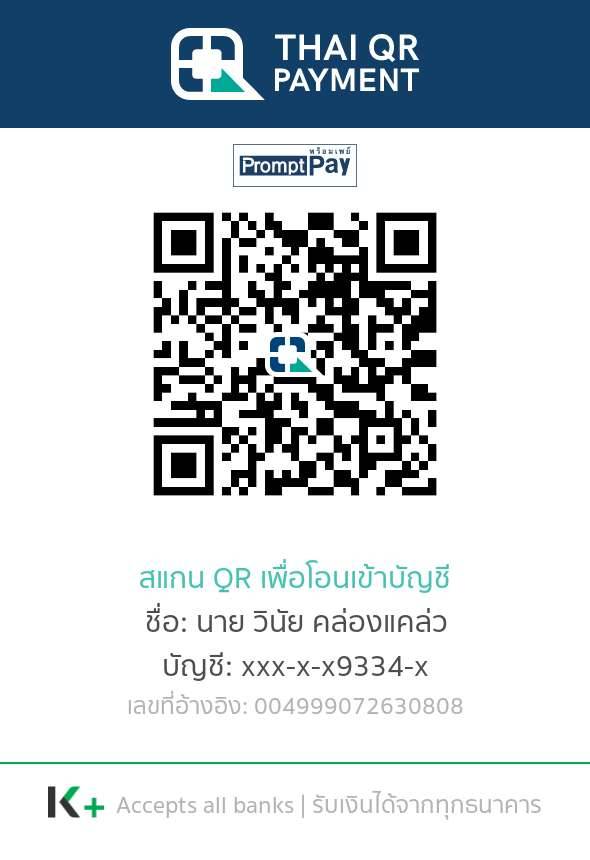 THAI QR
PAYMENT
พร้อมเพย์
PromptPay
สแกน QR เพื่อโอนเข้าบัญชี
ชื่อ: นาย วินัย คล่องแคล่ว
บัญชี: xxx-x-x9334-x
เลขที่อ้างอิง: 004999072630808
K+ Accepts all banks | รับเงินได้จากทุกธนาคาร